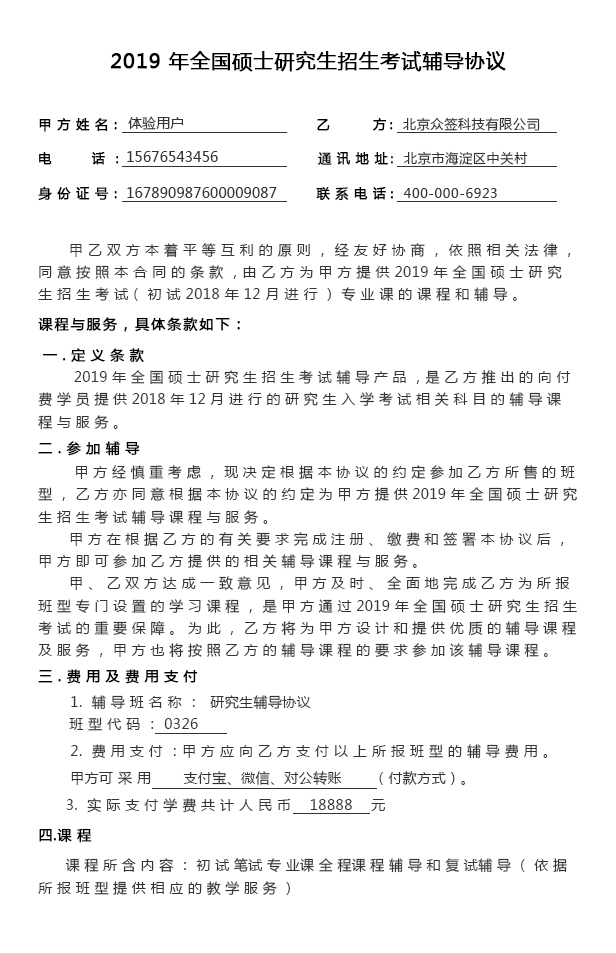 2019 年全国硕士研究生招生考试辅导协议
甲方姓名: 体验用户 乙 方: 北京众签科技有限公司
电 话 : 15676543456 通讯地址: 北京市海淀区中关村
身份证号: 167890987600009087 联系电话: 400-000-6923
甲乙双方本着平等互利的原则，经友好协商，依照相关法律，
同意按照本合同的条款,由乙方为甲方提供2019年全国硕士研究
生招生考试(初试2018年12月进行)专业课的课程和辅导。
课程与服务，具体条款如下：
一.定义条款
2019年全国硕士研究生招生考试辅导产品,是乙方推出的向付
费学员提供2018年12月进行的研究生入学考试相关科目的辅导课
程与服务。
二.参加辅导
甲方经慎重考虑，现决定根据本协议的约定参加乙方所售的班
型，乙方亦同意根据本协议的约定为甲方提供2019年全国硕士研究
生招生考试辅导课程与服务。
甲方在根据乙方的有关要求完成注册、缴费和签署本协议后，
甲方即可参加乙方提供的相关辅导课程与服务。
甲、乙双方达成一致意见，甲方及时、全面地完成乙方为所报
班型专门设置的学习课程，是甲方通过2019年全国硕士研究生招生
考试的重要保障。为此，乙方将为甲方设计和提供优质的辅导课程
及服务，甲方也将按照乙方的辅导课程的要求参加该辅导课程。
三.费用及费用支付
1. 辅导班名称： 研究生辅导协议
班型代码: 0326
2. 费用支付:甲方应向乙方支付以上所报班型的辅导费用。
甲方可采用 支付宝、微信、对公转账 （付款方式）。
3. 实际支付学费共计人民币 18888 元
四.课程
课程所含内容：初试笔试专业课全程课程辅导和复试辅导（依据
所报班型提供相应的教学服务）